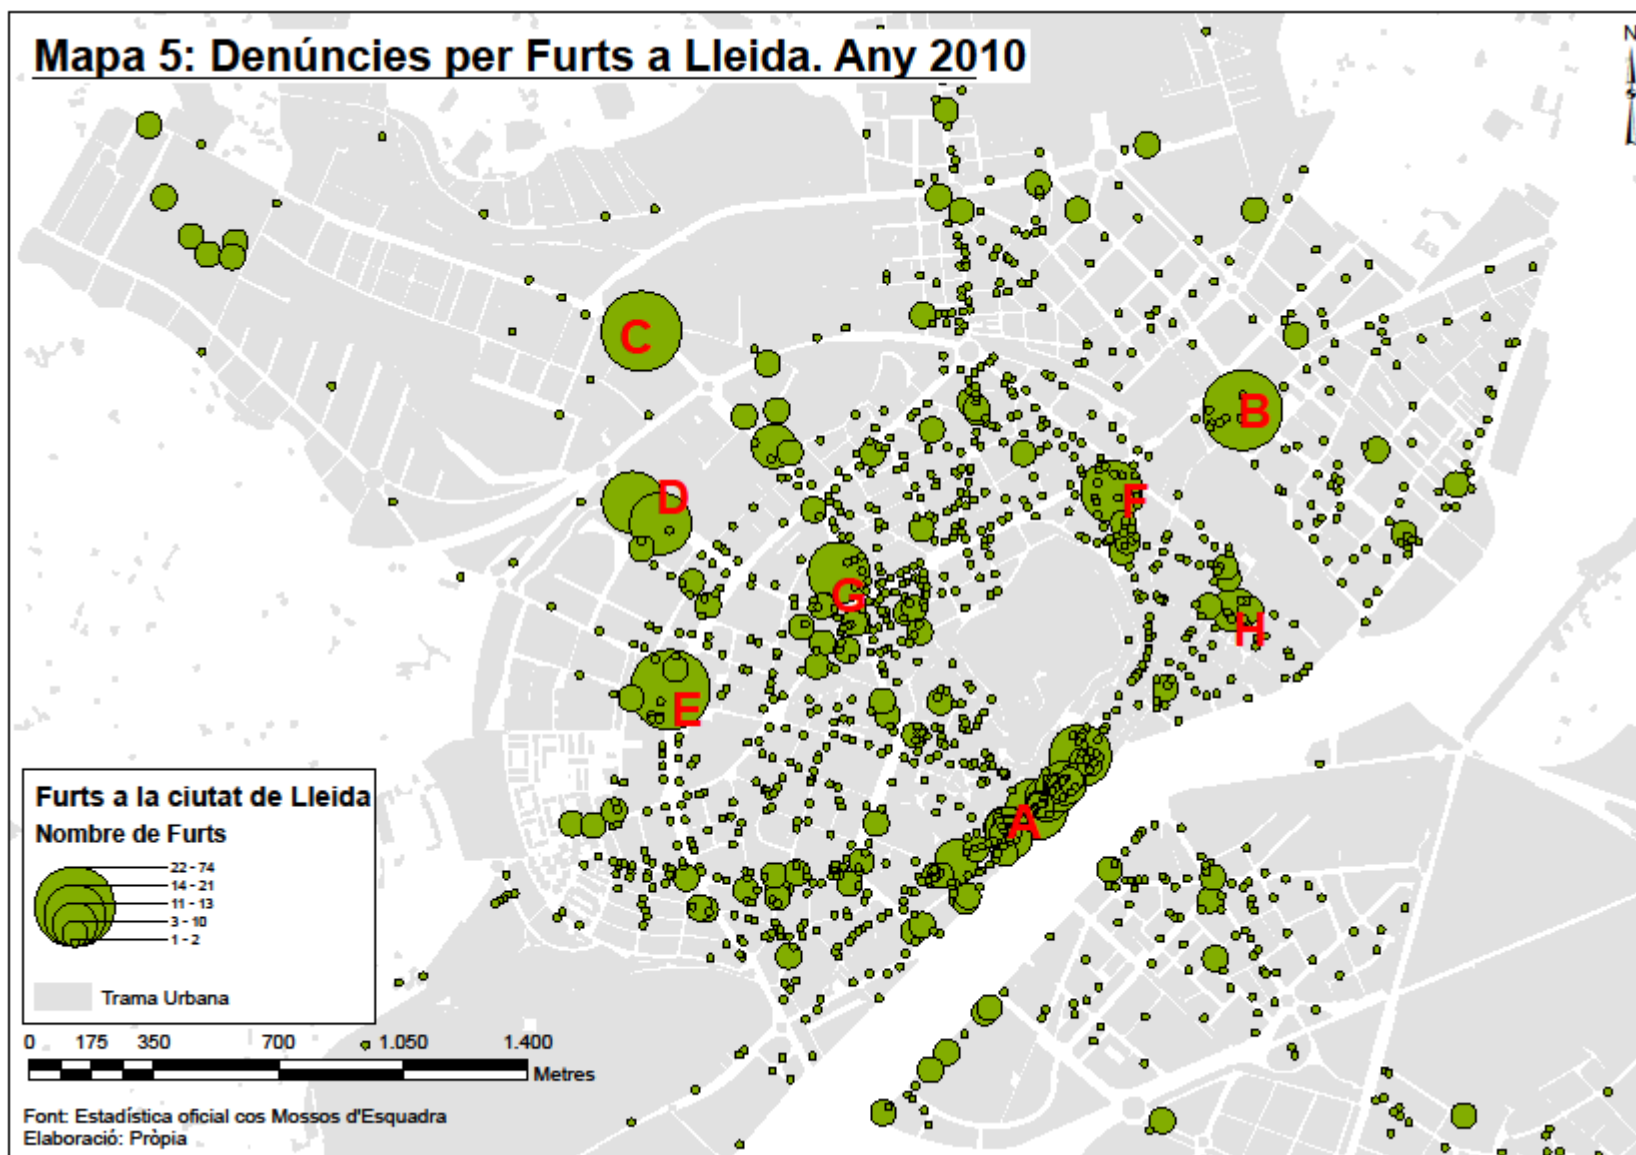 Mapa 5: Denúncies per Furts a Lleida. Any 2010
N
C
B
D
F
G
H
E
A
Furts a la ciutat de Lleida
Nombre de Furts
22 - 74
14 - 21
11 - 13
3 - 10
1 - 2
Trama Urbana
0 175 350 700 1.050 1.400
Metres
Font: Estadística oficial cos Mossos d'Esquadra
Elaboració: Pròpia